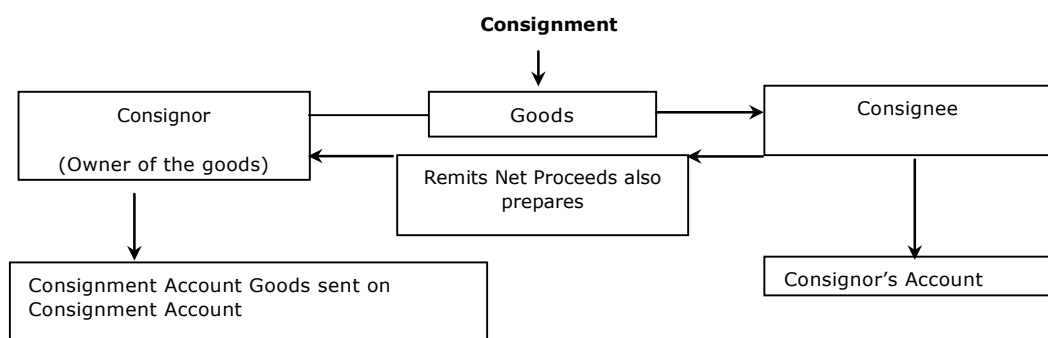 Consignment
Consignor
(Owner of the goods)
Goods
Consignee
Remits Net Proceeds also
prepares
Consignment Account Goods sent on
Consignment Account
Consignor’s Account